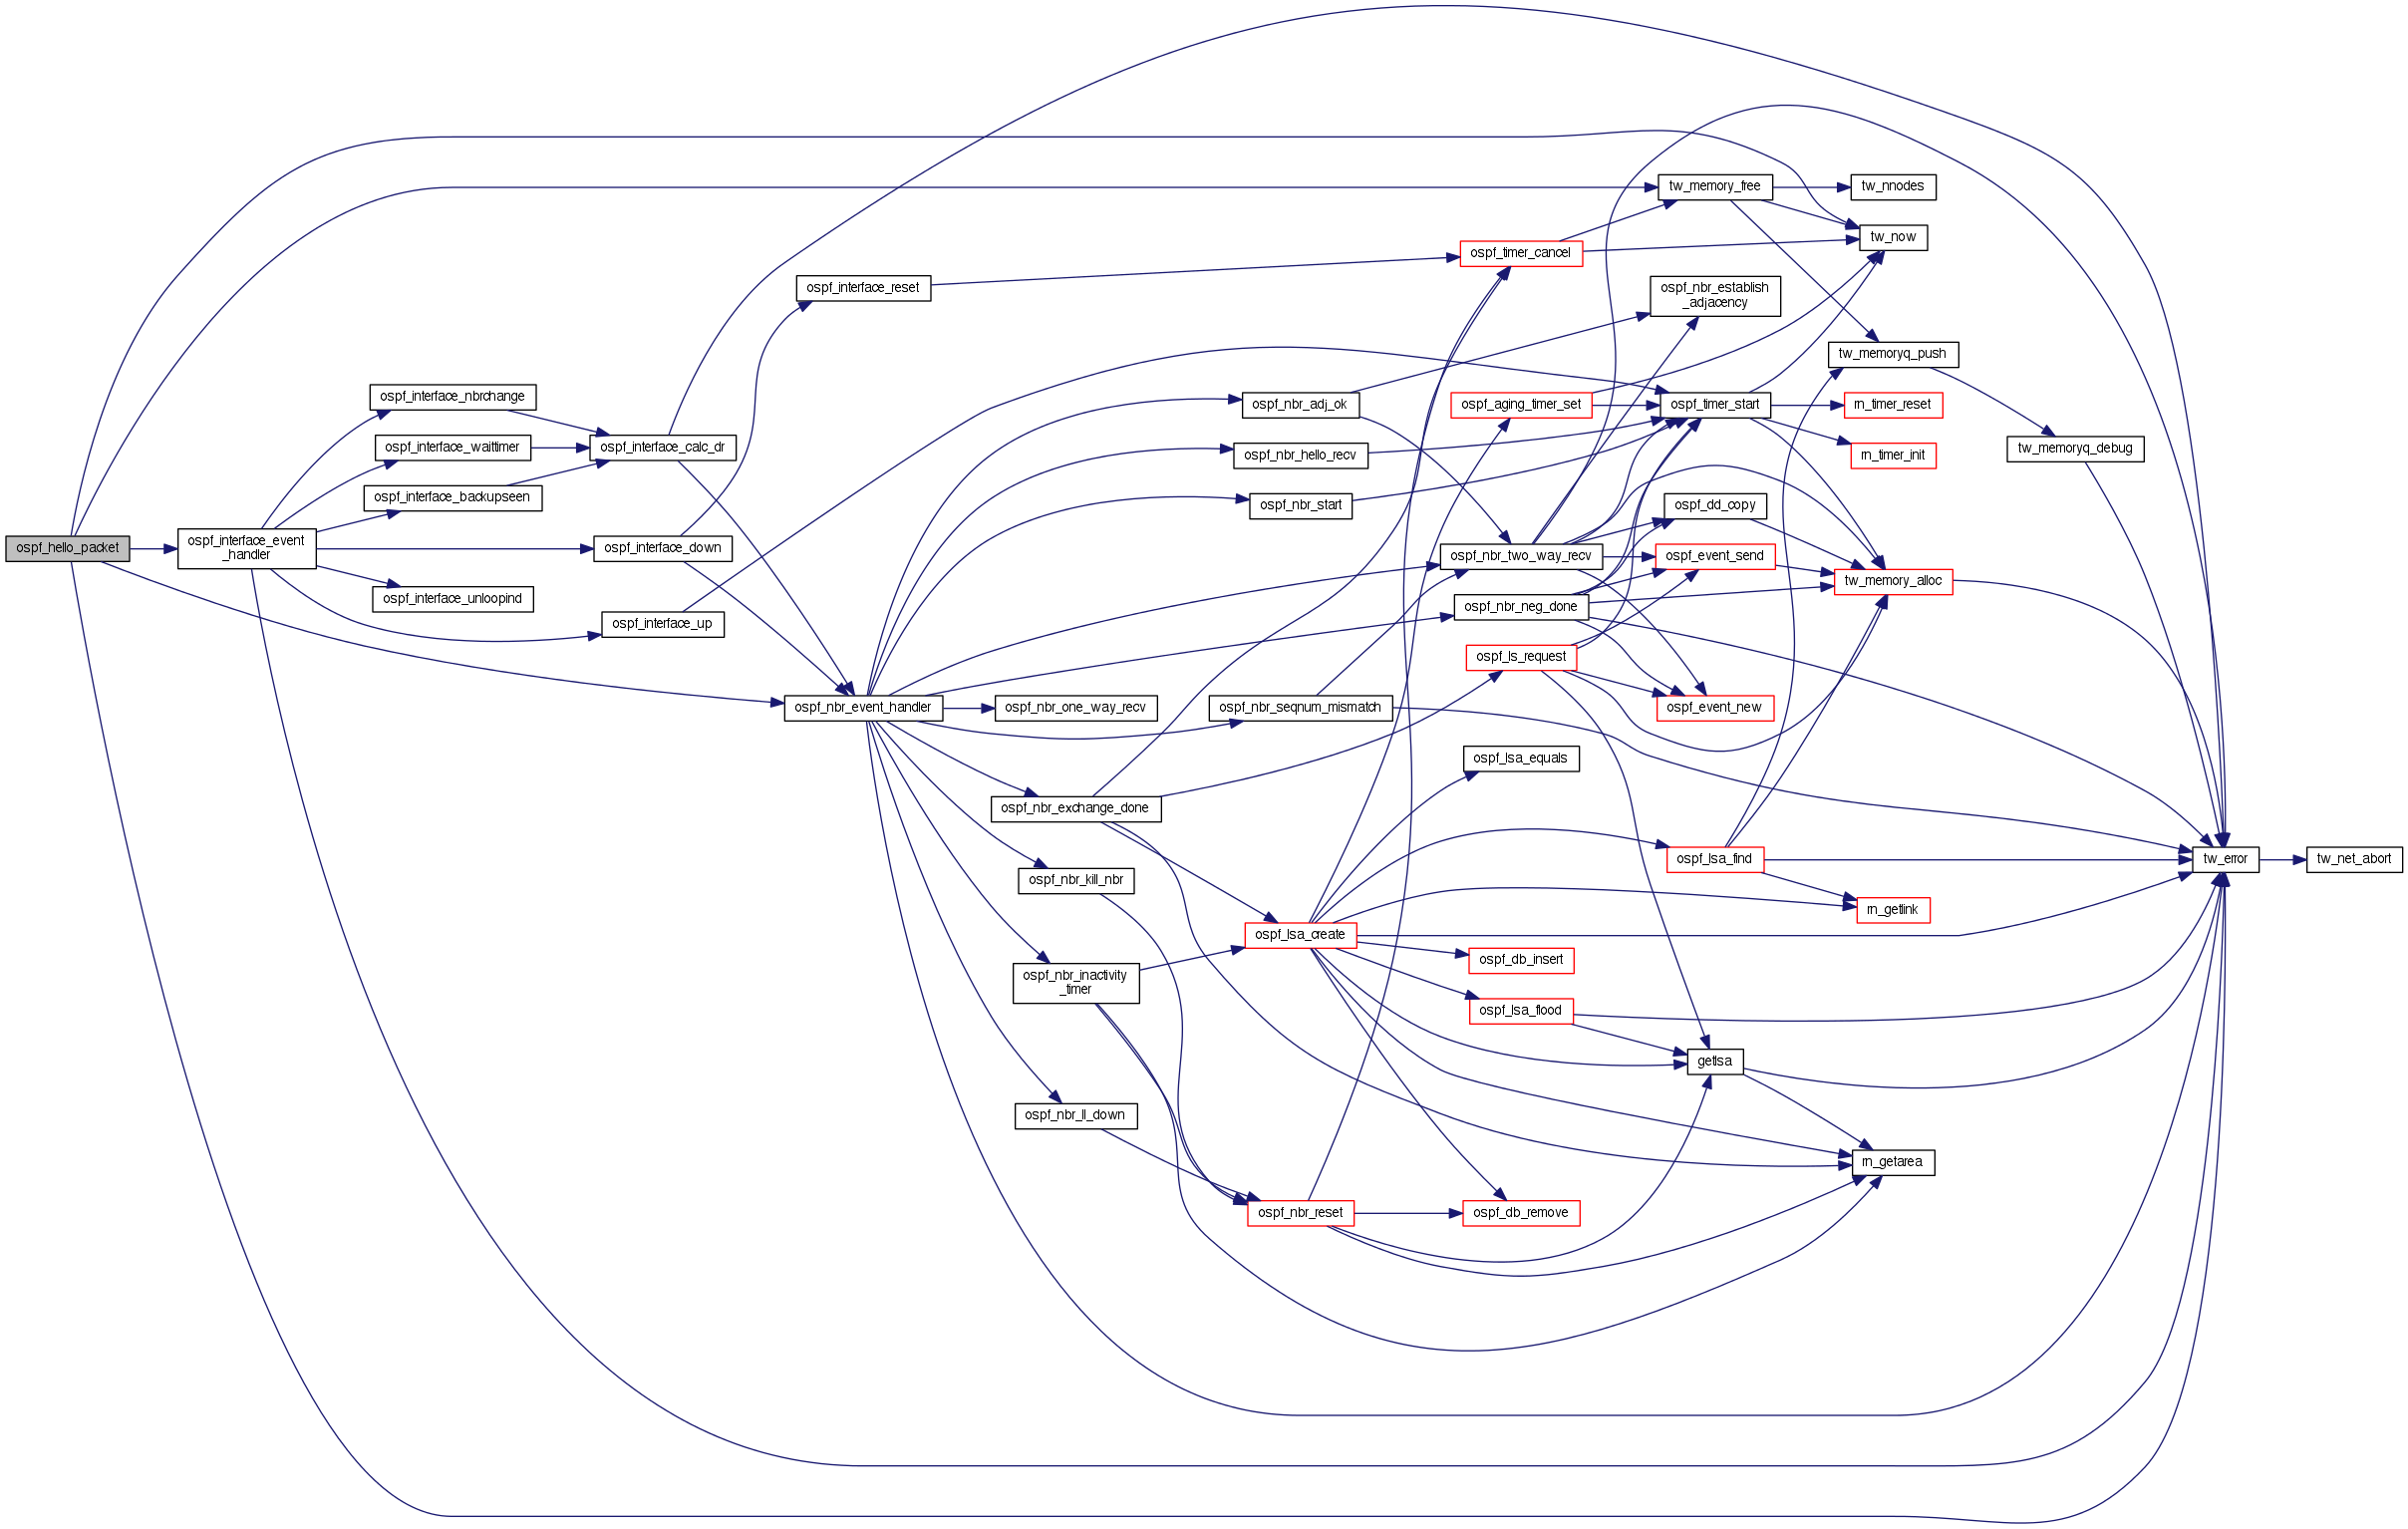 ospf_hello_packet
ospf_interface_event
_handler
ospf_interface_nbrchange
ospf_interface_waittimer
ospf_interface_backupseen
ospf_interface_unloopind
ospf_interface_calc_dr
ospf_interface_down
ospf_interface_up
ospf_interface_reset
ospf_nbr_event_handler
ospf_nbr_one_way_recv
ospf_nbr_exchange_done
ospf_nbr_kill_nbr
ospf_nbr_inactivity
_timer
ospf_nbr_ll_down
ospf_nbr_adj_ok
ospf_nbr_hello_recv
ospf_nbr_start
ospf_nbr_seqnum_mismatch
ospf_lsa_create
ospf_nbr_reset
ospf_timer_cancel
ospf_aging_timer_set
ospf_nbr_two_way_recv
ospf_nbr_neg_done
ospf_ls_request
ospf_lsa_equals
ospf_db_insert
ospf_lsa_flood
ospf_db_remove
tw_memory_free
ospf_nbr_establish
_adjacency
ospf_timer_start
ospf_dd_copy
ospf_event_send
ospf_event_new
ospf_lsa_find
getlsa
tw_nnodes
tw_now
tw_memoryq_push
rn_timer_reset
rn_timer_init
tw_memory_alloc
rn_getlink
rn_getarea
tw_memoryq_debug
tw_error
tw_net_abort